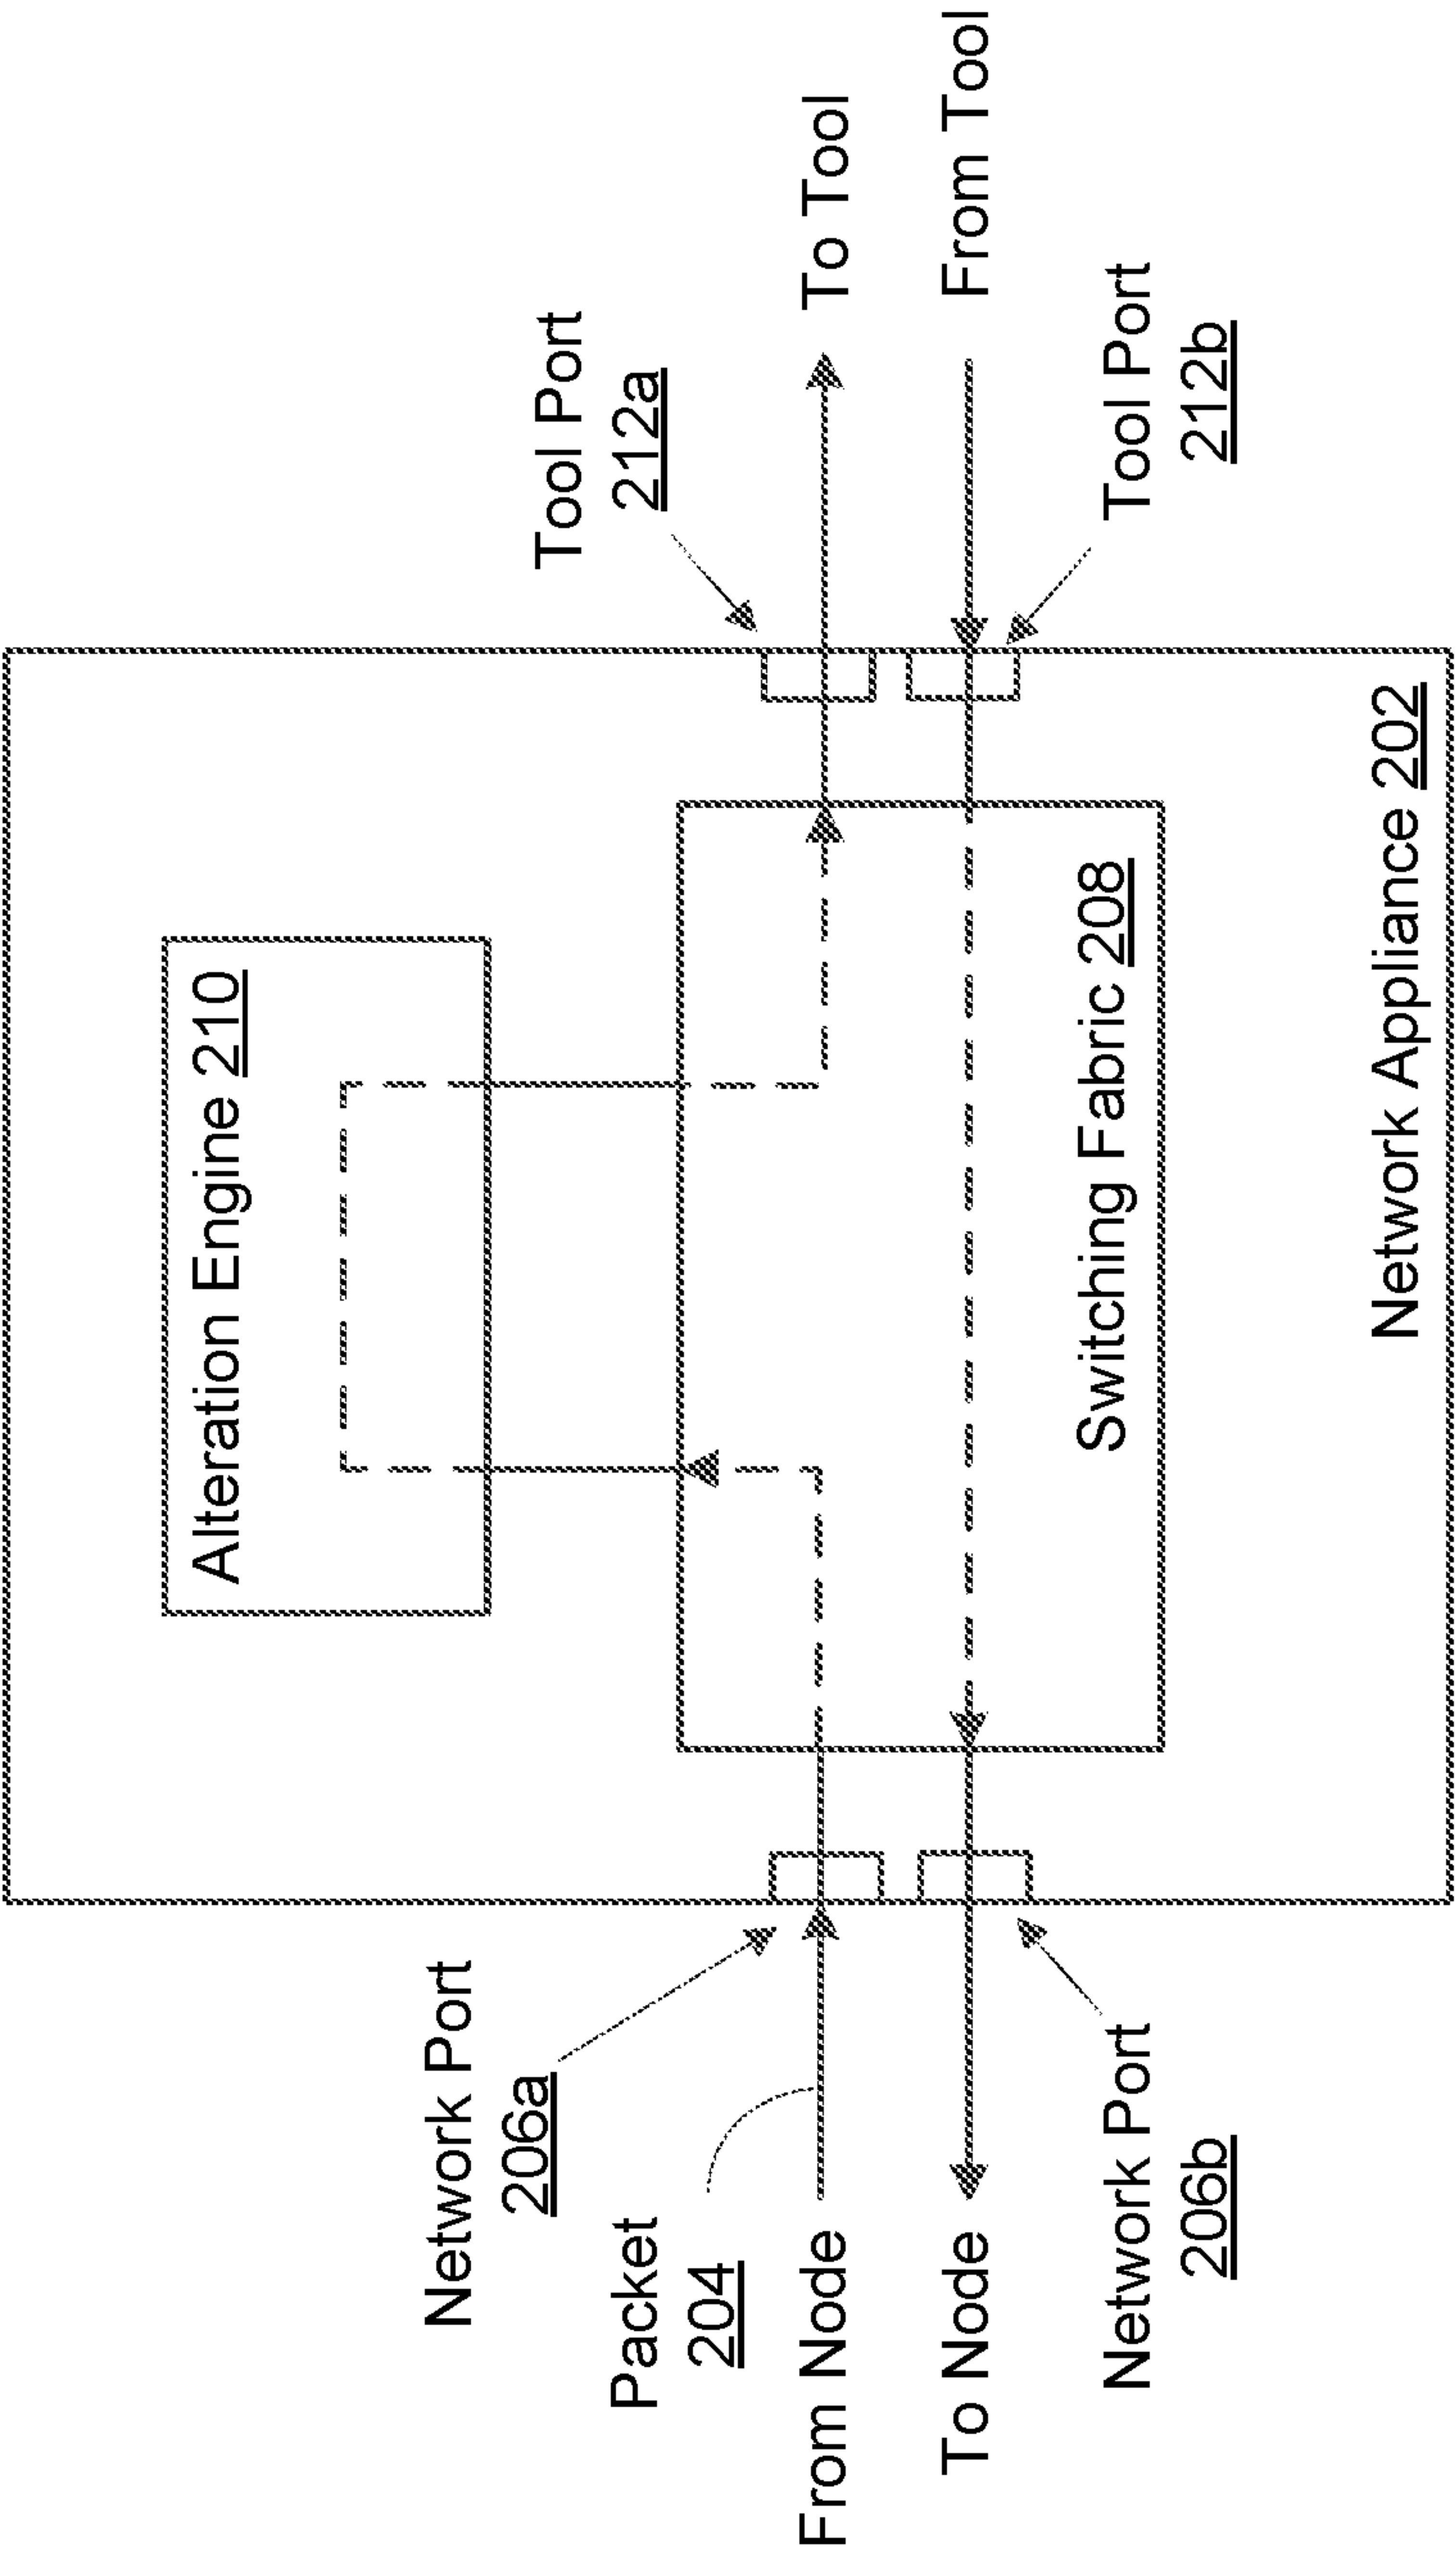 Network Port
206a
Packet
204
From Node
To Node
Network Port
206b
Alteration Engine 210
Switching Fabric 208
Network Appliance 202
Tool Port
212a
To Tool
From Tool
Tool Port
212b